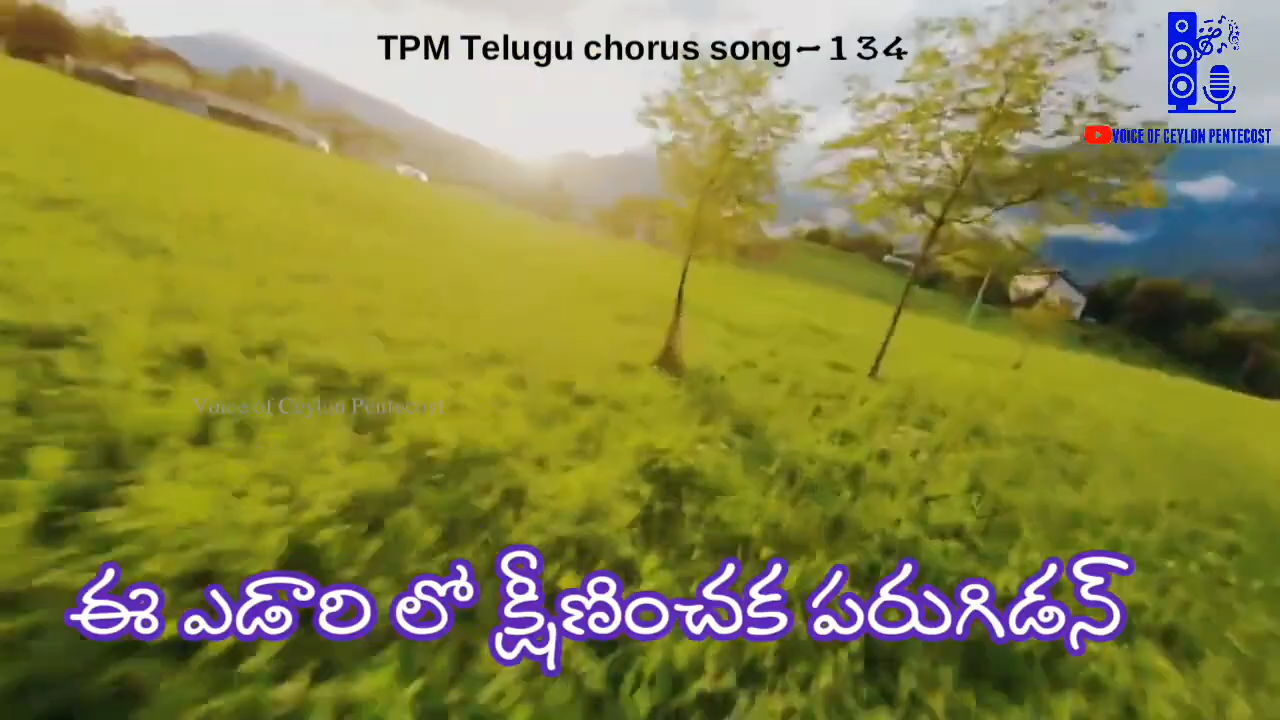 TPM Telugu chorus song-134
VOICE OF CEYLON PENTECOST
Voice of Ceylon Pentecost
ఈ ఎడారి లో క్షీణించక పరుగిడన్